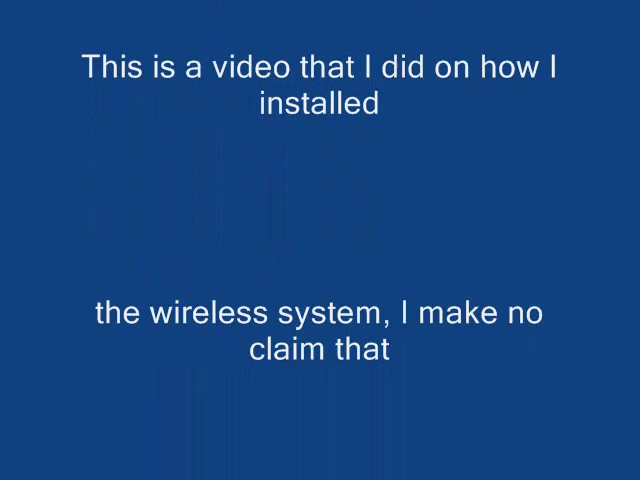 This is a video that I did on how I
installed
the wireless system, I make no
claim that